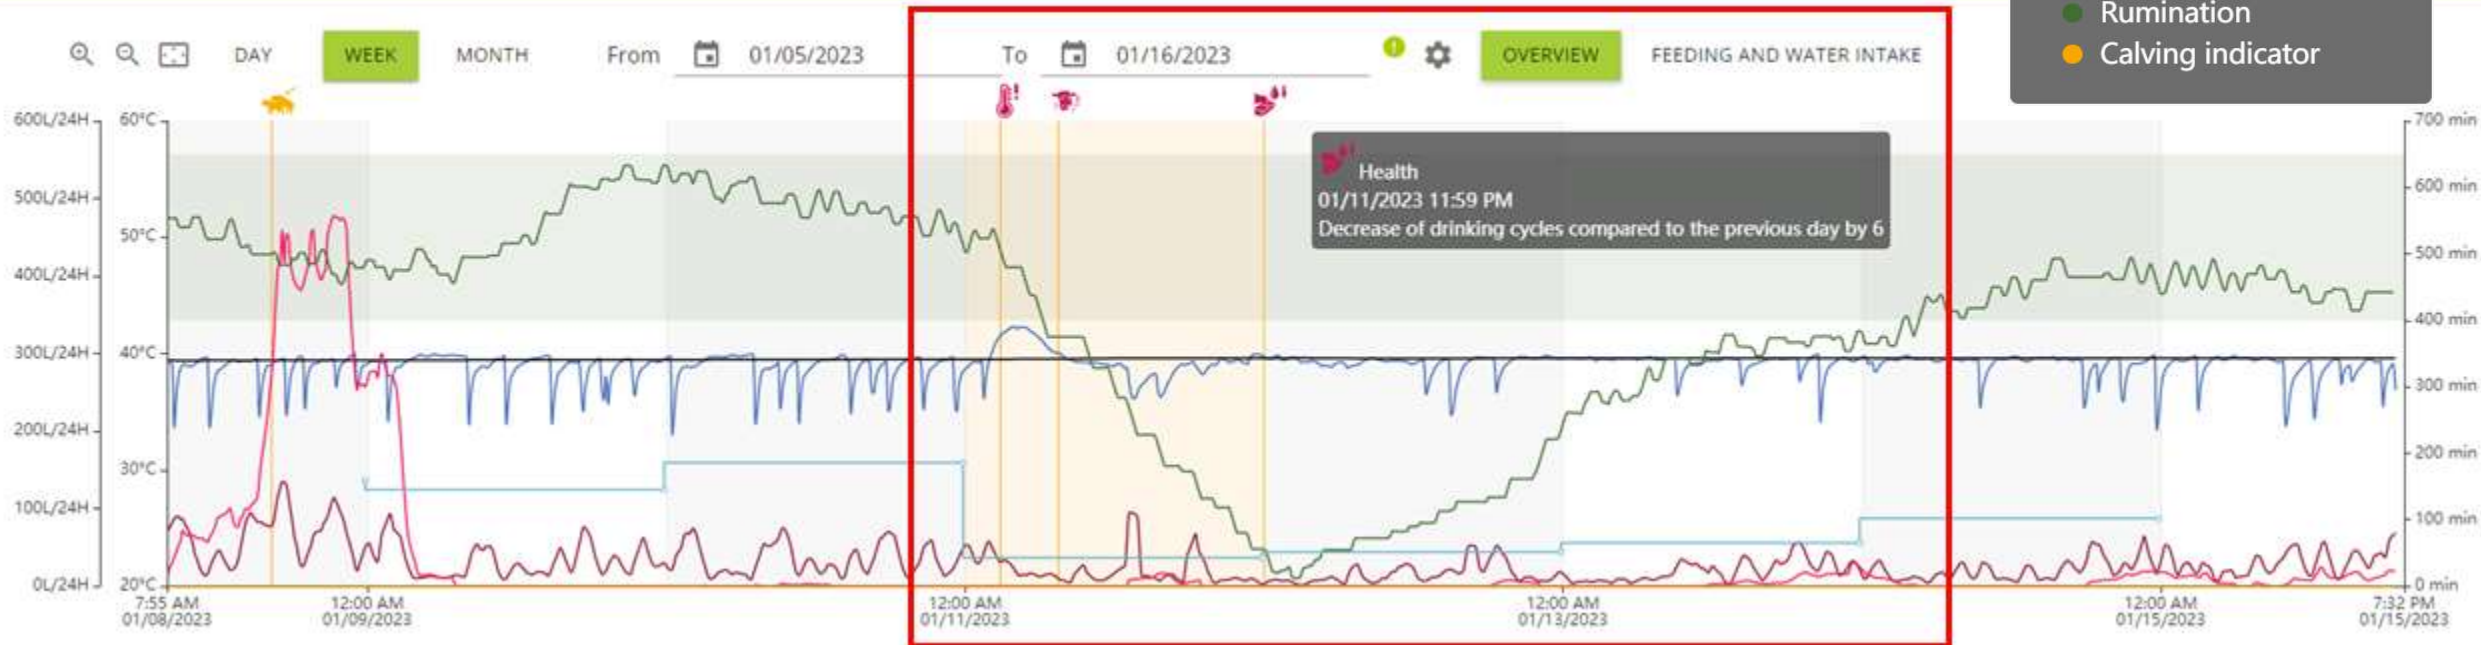 Rumination
Calving indicator
DAY WEEK MONTH From 01/05/2023 To 01/16/2023 OVERVIEW FEEDING AND WATER INTAKE
600L/24H 60°C 700 min
500L/24H 50°C 600 min
400L/24H 500 min
300L/24H 40°C 400 min
200L/24H 30°C 300 min
100L/24H 200 min
0L/24H 20°C 100 min
0 min
Health
01/11/2023 11:59 PM
Decrease of drinking cycles compared to the previous day by 6
7:55 AM 12:00 AM 12:00 AM 12:00 AM 12:00 AM 7:32 PM
01/08/2023 01/09/2023 01/11/2023 01/13/2023 01/15/2023 01/15/2023